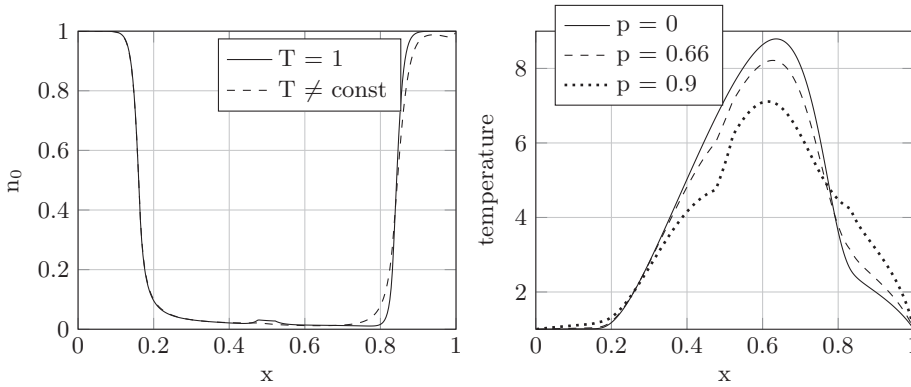 1
0.8
0.6
0.4
0.2
0
n₀
T = 1
T ≠ const
0 0.2 0.4 0.6 0.8 1
x
8
6
4
2
temperature
p = 0
p = 0.66
p = 0.9
0 0.2 0.4 0.6 0.8 1
x